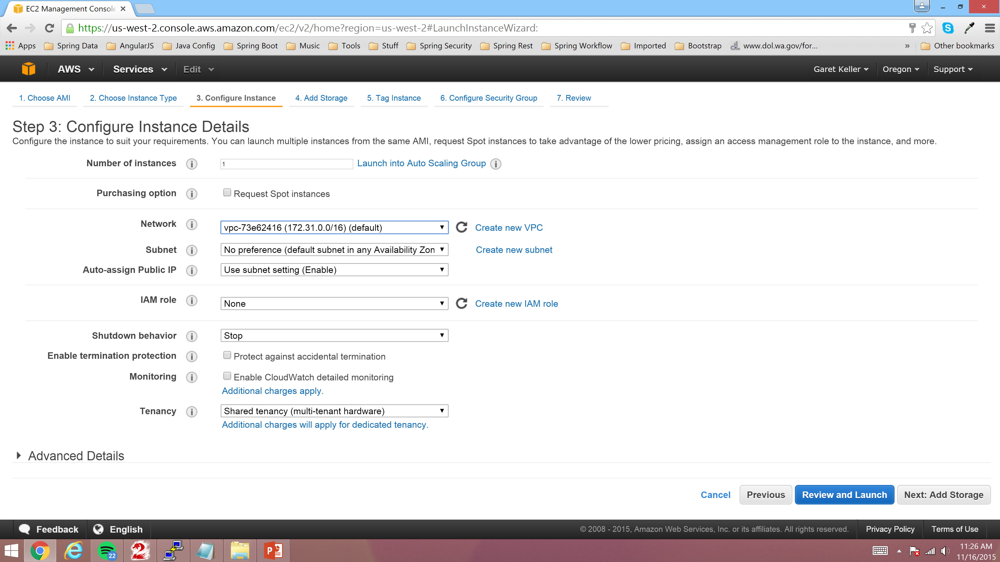 EC2 Management Console
https://us-west-2.console.aws.amazon.com/ec2/v2/home?region=us-west-2#LaunchInstanceWizard:
Apps Spring Data AngularJS Java Config Spring Boot Music Tools Stuff Spring Security Spring Rest Spring Workflow Imported Bootstrap www.dol.wa.gov/for... » Other bookmarks
AWS Services Edit Garet Keller Oregon Support
1. Choose AMI 2. Choose Instance Type 3. Configure Instance 4. Add Storage 5. Tag Instance 6. Configure Security Group 7. Review
Step 3: Configure Instance Details
Configure the instance to suit your requirements. You can launch multiple instances from the same AMI, request Spot instances to take advantage of the lower pricing, assign an access management role to the instance, and more.
Number of instances 1 Launch into Auto Scaling Group
Purchasing option Request Spot instances
Network vpc-73e62416 (172.31.0.0/16) (default) Create new VPC
Subnet No preference (default subnet in any Availability Zon Create new subnet
Auto-assign Public IP Use subnet setting (Enable)
IAM role None Create new IAM role
Shutdown behavior Stop
Enable termination protection Protect against accidental termination
Monitoring Enable CloudWatch detailed monitoring
Additional charges apply.
Tenancy Shared tenancy (multi-tenant hardware)
Additional charges will apply for dedicated tenancy.
Advanced Details
Cancel Previous Review and Launch Next: Add Storage
Feedback English © 2008 - 2015, Amazon Web Services, Inc. or its affiliates. All rights reserved. Privacy Policy Terms of Use
22
11:26 AM
11/16/2015